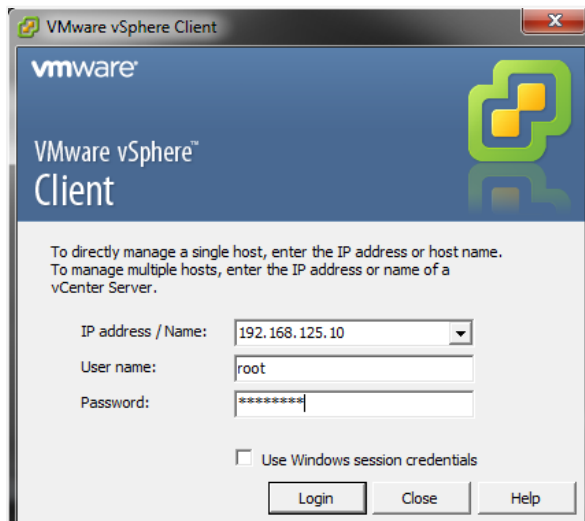 VMware vSphere Client
vmware
VMware vSphere™
Client
To directly manage a single host, enter the IP address or host name.
To manage multiple hosts, enter the IP address or name of a
vCenter Server.
IP address / Name: 192.168.125.10
User name: root
Password: ********
Use Windows session credentials
Login Close Help